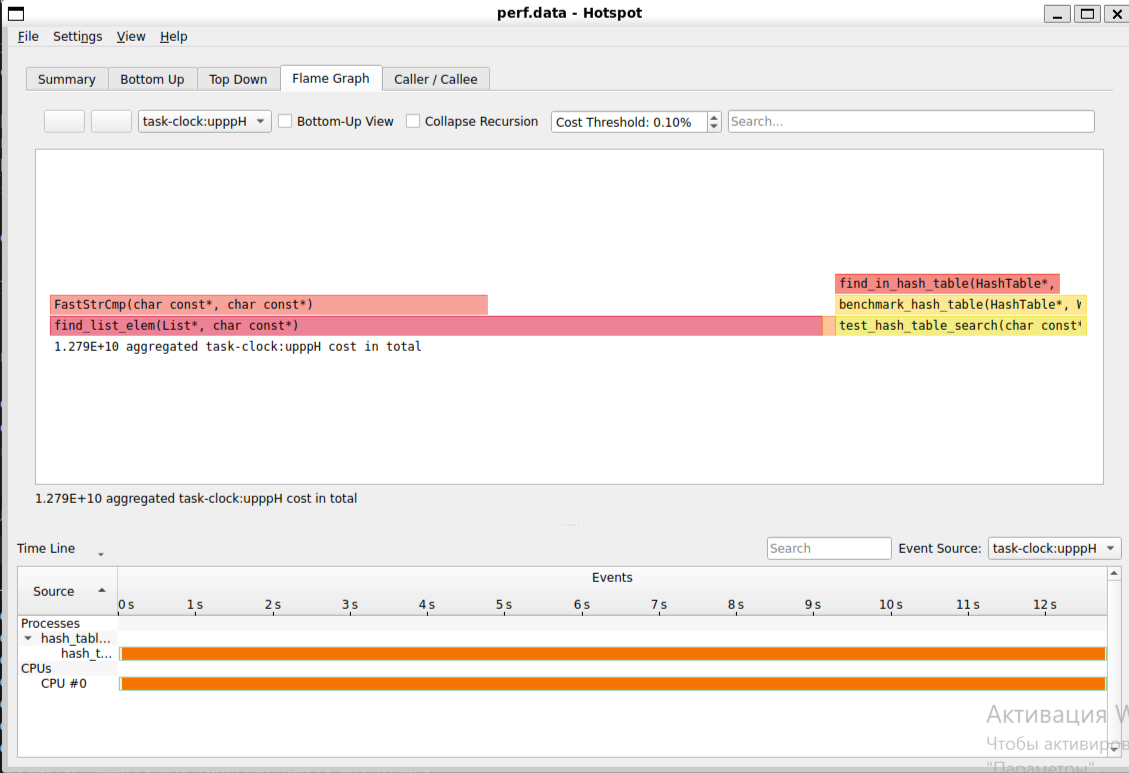 perf.data - Hotspot
File Settings View Help
Summary Bottom Up Top Down Flame Graph Caller / Callee
task-clock:upppH Bottom-Up View Collapse Recursion Cost Threshold: 0.10% Search...
find_in_hash_table(HashTable*,
FastStrCmp(char const*, char const*) benchmark_hash_table(HashTable*,
find_list_elem(List*, char const*) test_hash_table_search(char const*
1.279E+10 aggregated task-clock:upppH cost in total
1.279E+10 aggregated task-clock:upppH cost in total
Time Line Search Event Source: task-clock:upppH
Source Events
0 s 1 s 2 s 3 s 4 s 5 s 6 s 7 s 8 s 9 s 10 s 11 s 12 s
Processes
hash_tabl...
hash_t...
CPUs
CPU #0
Активация
Чтобы
"Параметры"